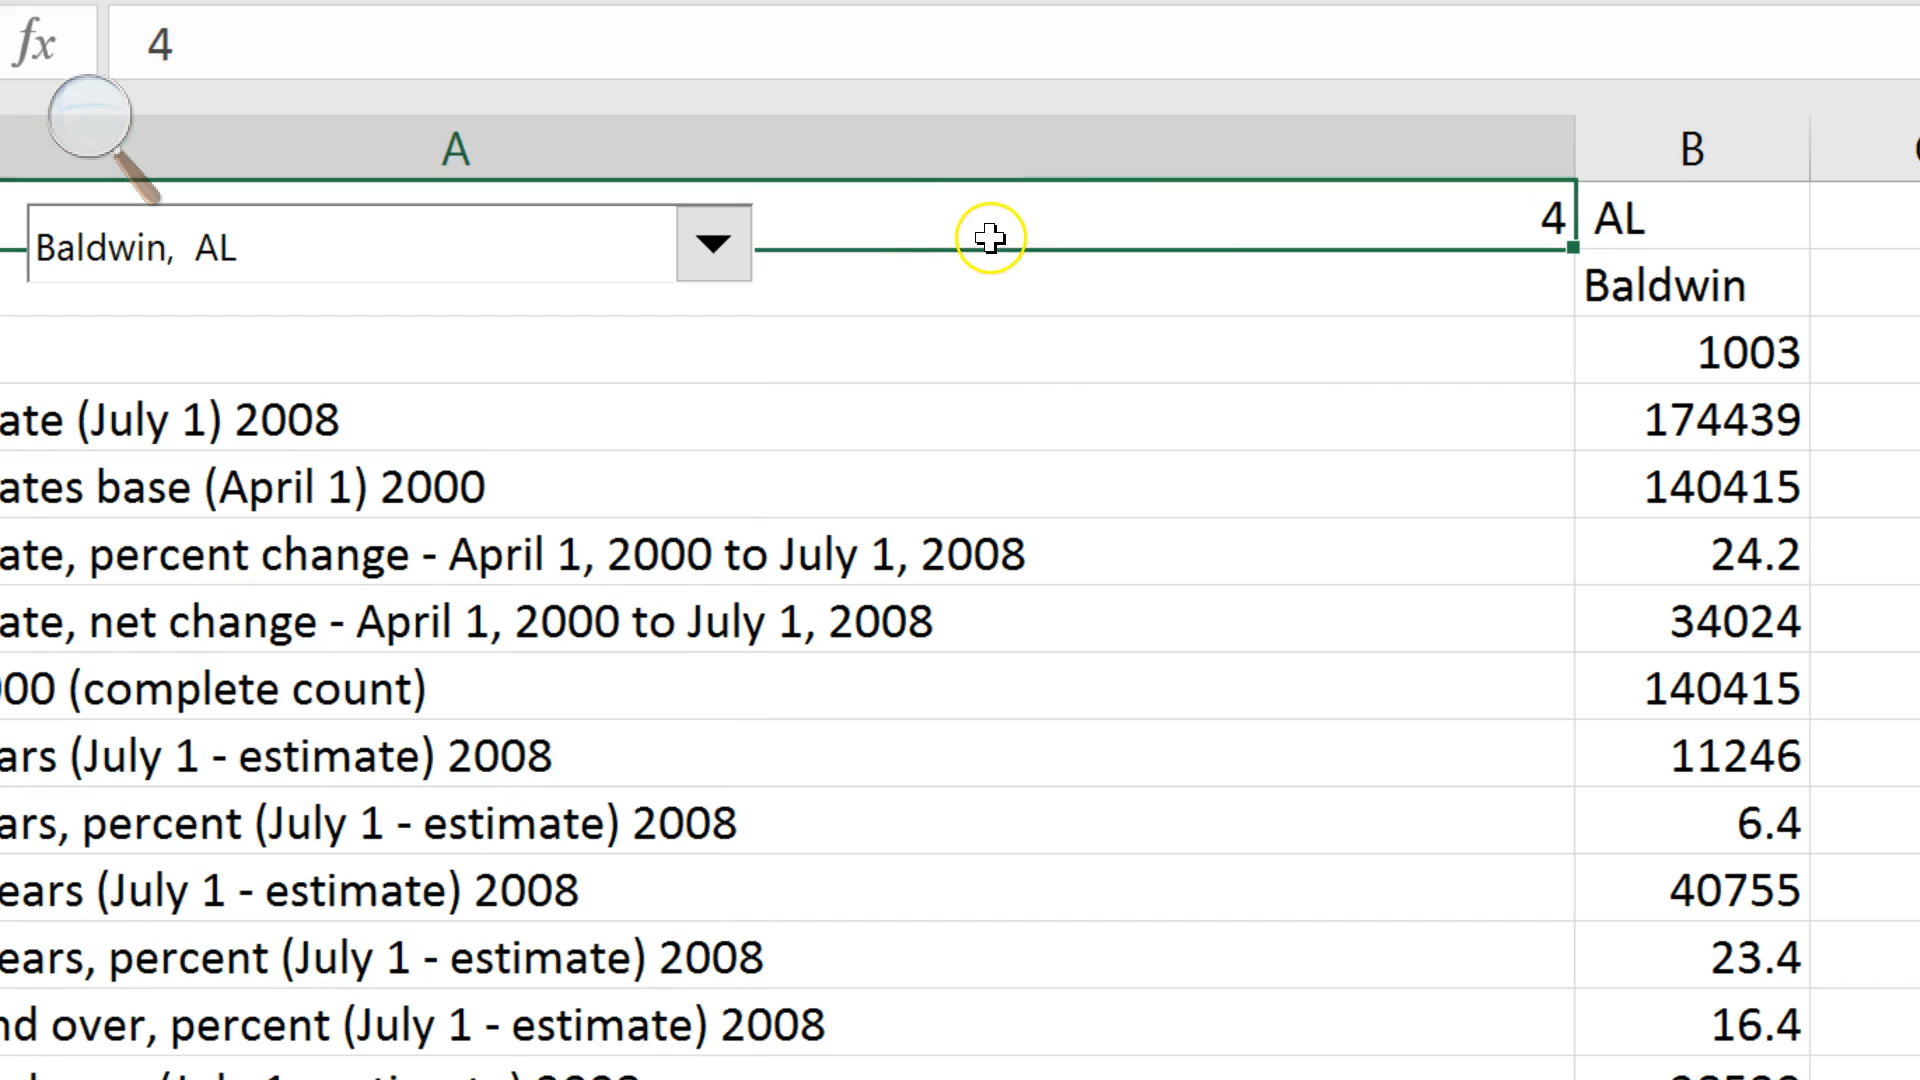 fx 4
A B
Baldwin, AL 4 AL
Baldwin
1003
ate (July 1) 2008 174439
ates base (April 1) 2000 140415
ate, percent change - April 1, 2000 to July 1, 2008 24.2
ate, net change - April 1, 2000 to July 1, 2008 34024
000 (complete count) 140415
ars (July 1 - estimate) 2008 11246
ars, percent (July 1 - estimate) 2008 6.4
ears (July 1 - estimate) 2008 40755
ears, percent (July 1 - estimate) 2008 23.4
nd over, percent (July 1 - estimate) 2008 16.4